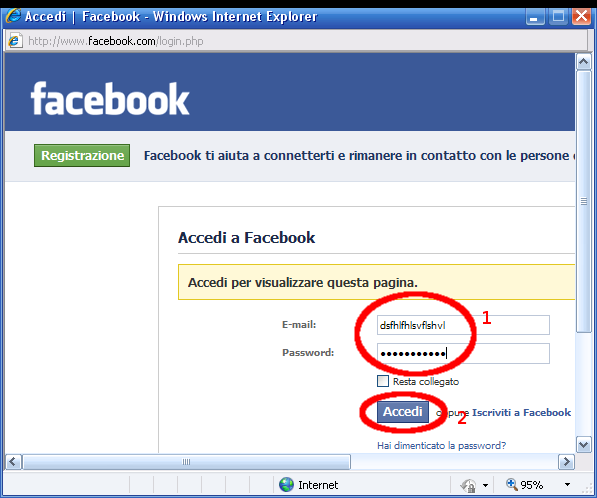 Accedi | Facebook - Windows Internet Explorer
http://www.facebook.com/login.php
facebook
Registrazione Facebook ti aiuta a connetterti e rimanere in contatto con le persone
Accedi a Facebook
Accedi per visualizzare questa pagina.
E-mail: dsfhlfhlsvflshvl 1
Password: ●●●●●●●●●●●
Resta collegato
Accedi oppure Iscriviti a Facebook 2
Hai dimenticato la password?
Internet 95%